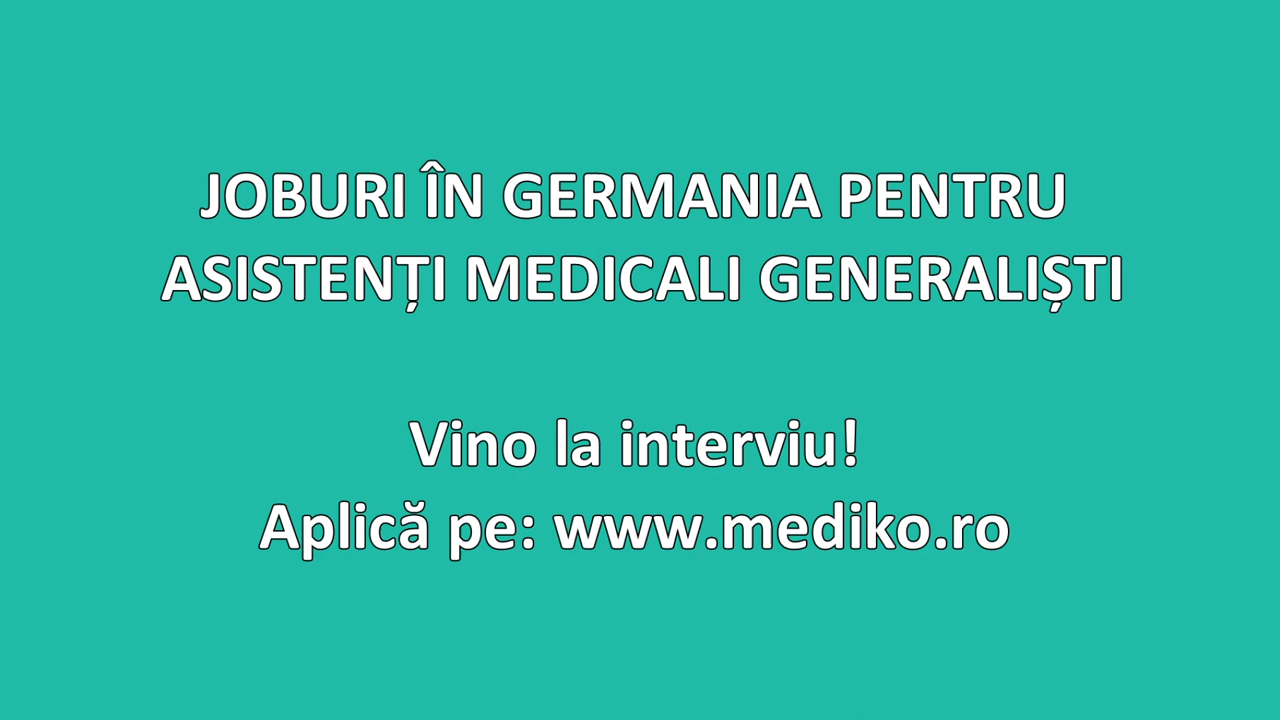 JOBURI ÎN GERMANIA PENTRU
ASISTENȚI MEDICALI GENERALIȘTI
Vino la interviu!
Aplică pe: www.mediko.ro